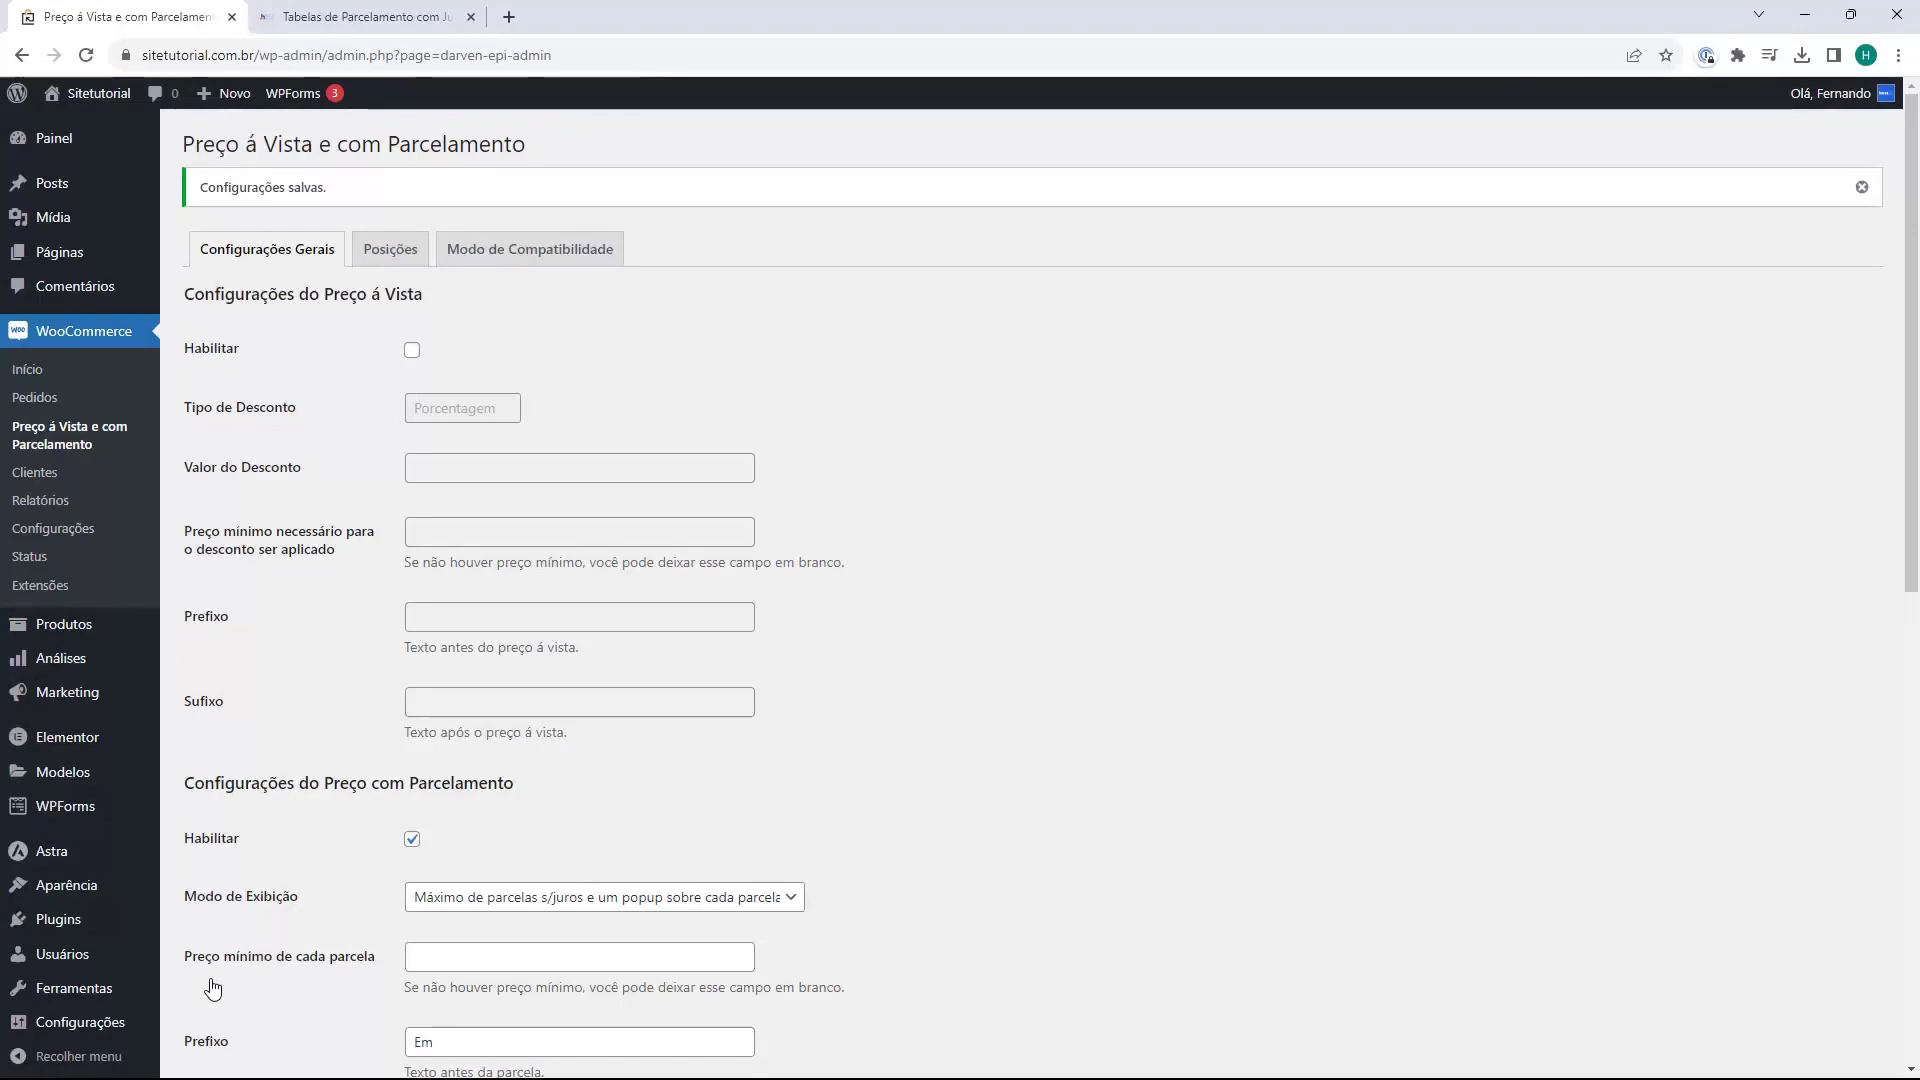 Preço á Vista e com Parcelamen
Tabelas de Parcelamento com Ju
sitetutorial.com.br/wp-admin/admin.php?page=darven-epi-admin
H
Sitetutorial
0
Novo
WPForms
3
Olá, Fernando
Painel
Posts
Mídia
Páginas
Comentários
WooCommerce
Início
Pedidos
Preço á Vista e com
Parcelamento
Clientes
Relatórios
Configurações
Status
Extensões
Produtos
Análises
Marketing
Elementor
Modelos
WPForms
Astra
Aparência
Plugins
Usuários
Ferramentas
Configurações
Recolher menu
Preço á Vista e com Parcelamento
Configurações salvas.
Configurações Gerais
Posições
Modo de Compatibilidade
Configurações do Preço á Vista
Habilitar
Tipo de Desconto
Porcentagem
Valor do Desconto
Preço mínimo necessário para
o desconto ser aplicado
Se não houver preço mínimo, você pode deixar esse campo em branco.
Prefixo
Texto antes do preço á vista.
Sufixo
Texto após o preço á vista.
Configurações do Preço com Parcelamento
Habilitar
Modo de Exibição
Máximo de parcelas s/juros e um popup sobre cada parcela
Preço mínimo de cada parcela
Se não houver preço mínimo, você pode deixar esse campo em branco.
Prefixo
Em
Texto antes da parcela.